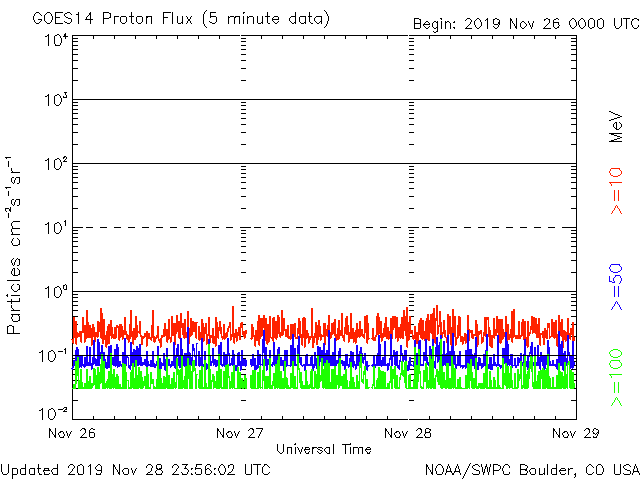 GOES14 Proton Flux (5 minute data)
Begin: 2019 Nov 26 0000 UTC
10⁴
10³
10²
10¹
10⁰
10⁻¹
10⁻²
Particles cm⁻²s⁻¹sr⁻¹
MeV
>=10
>=50
>=100
Nov 26 Nov 27 Nov 28 Nov 29
Universal Time
Updated 2019 Nov 28 23:56:02 UTC
NOAA/SWPC Boulder, CO USA